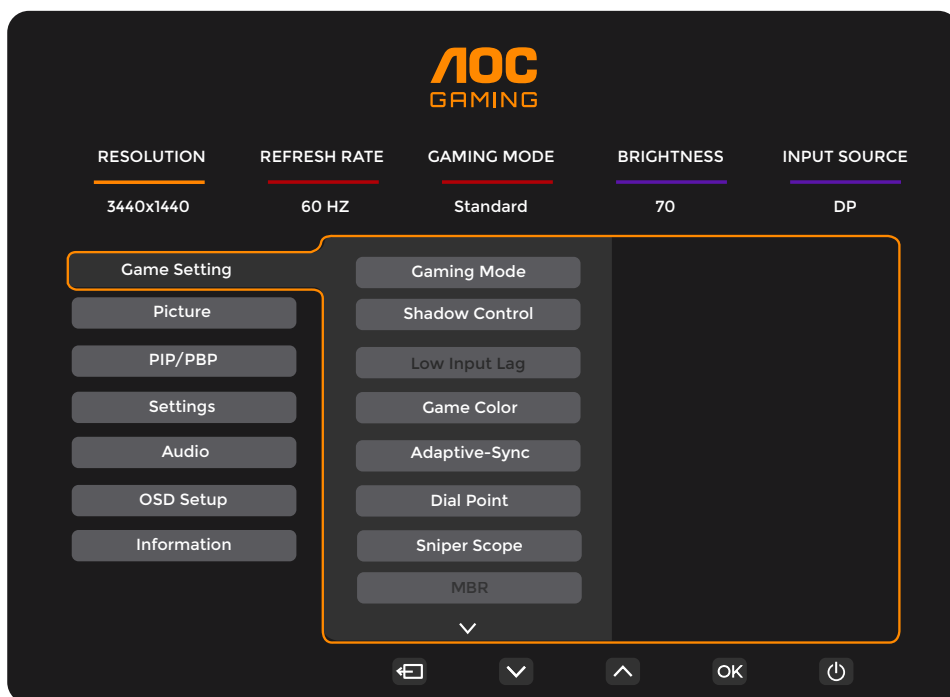 AOC
GAMING
RESOLUTION REFRESH RATE GAMING MODE BRIGHTNESS INPUT SOURCE
3440x1440 60 HZ Standard 70 DP
Game Setting
Picture
PIP/PBP
Settings
Audio
OSD Setup
Information
Gaming Mode
Shadow Control
Low Input Lag
Game Color
Adaptive-Sync
Dial Point
Sniper Scope
MBR
OK